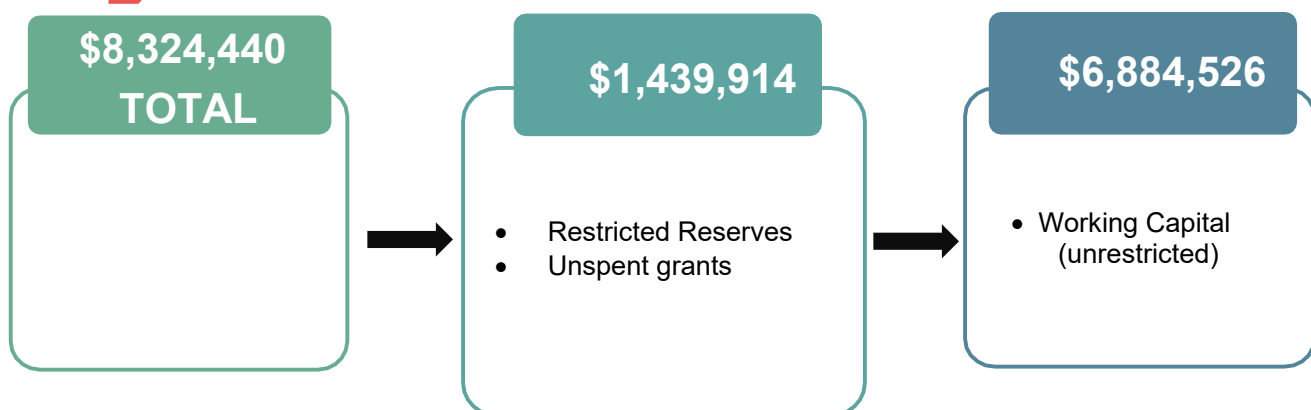 $8,324,440
TOTAL
$1,439,914
• Restricted Reserves
• Unspent grants
$6,884,526
• Working Capital
(unrestricted)